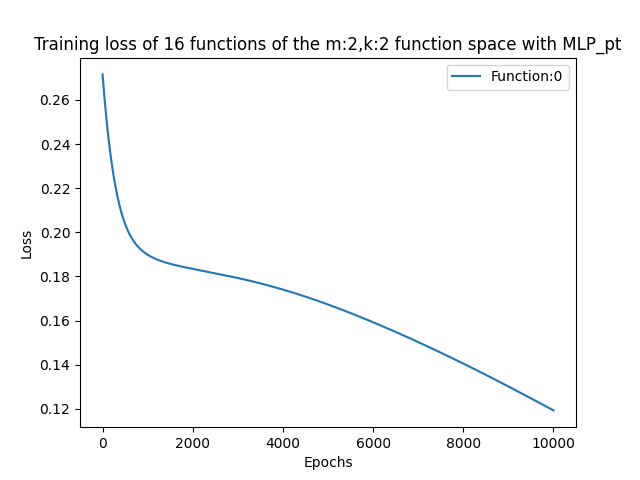 Training loss of 16 functions of the m:2,k:2 function space with MLP_pt
Function:0
0.26
0.24
0.22
0.20
0.18
0.16
0.14
0.12
Loss
0 2000 4000 6000 8000 10000
Epochs